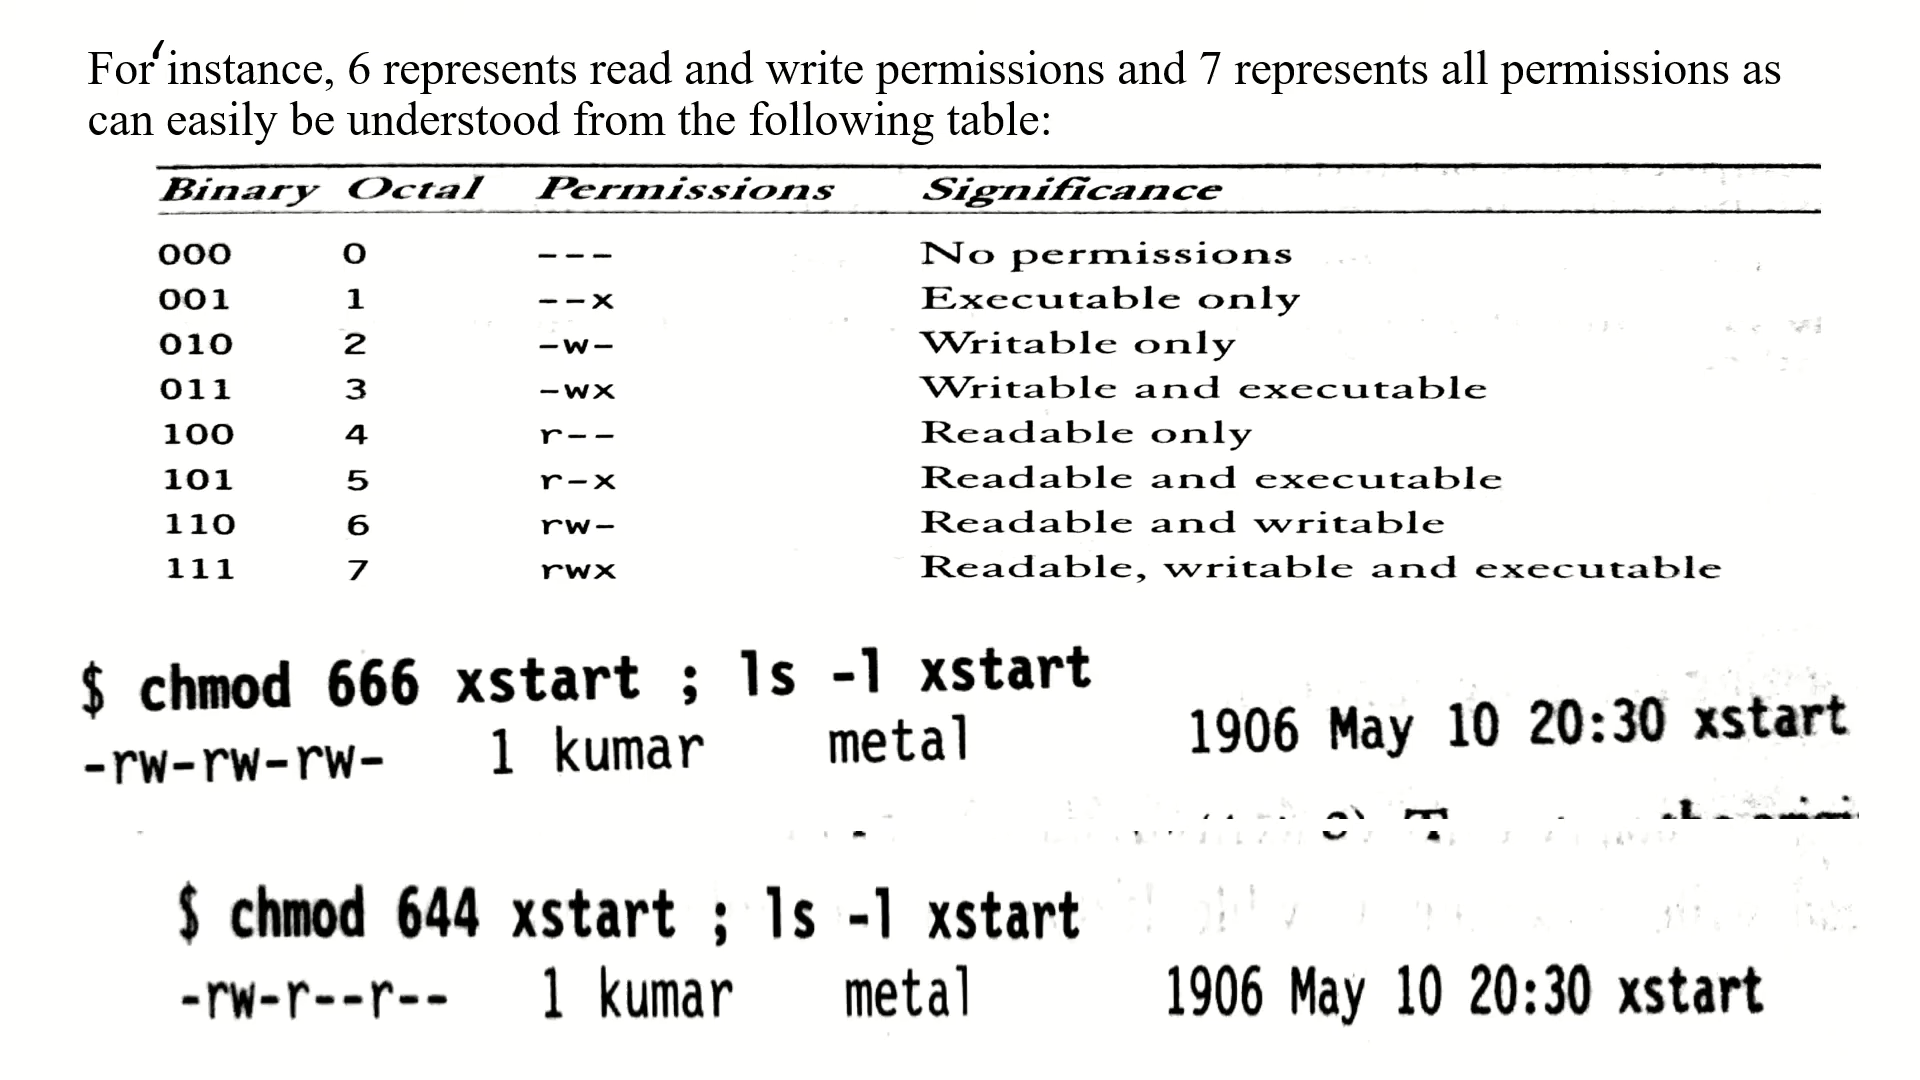 For instance, 6 represents read and write permissions and 7 represents all permissions as
can easily be understood from the following table:
Binary Octal Permissions Significance
000 0 --- No permissions
001 1 --x Executable only
010 2 -w- Writable only
011 3 -wx Writable and executable
100 4 r-- Readable only
101 5 r-x Readable and executable
110 6 rw- Readable and writable
111 7 rwx Readable, writable and executable
$ chmod 666 xstart ; ls -l xstart
-rw-rw-rw- 1 kumar metal 1906 May 10 20:30 xstart
$ chmod 644 xstart ; ls -l xstart
-rw-r--r-- 1 kumar metal 1906 May 10 20:30 xstart